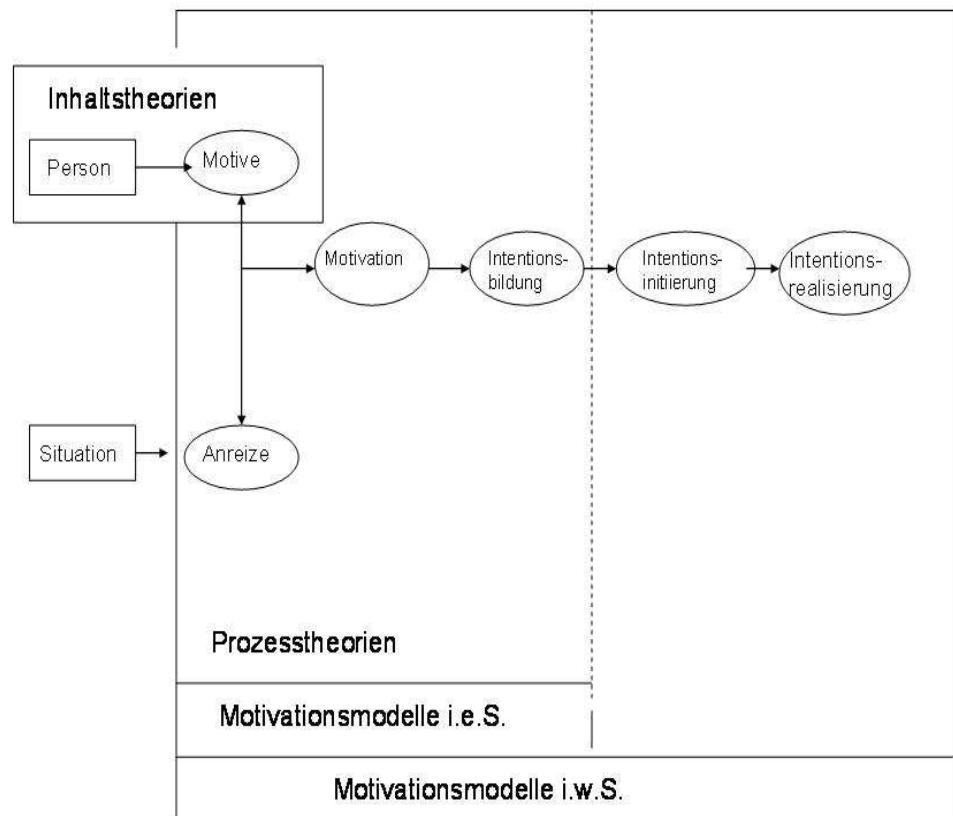 Inhaltstheorien
Person
Motive
Motivation
Intentions-
bildung
Intentions-
initiierung
Intentions-
realisierung
Situation
Anreize
Prozesstheorien
Motivationsmodelle i.e.S.
Motivationsmodelle i.w.S.